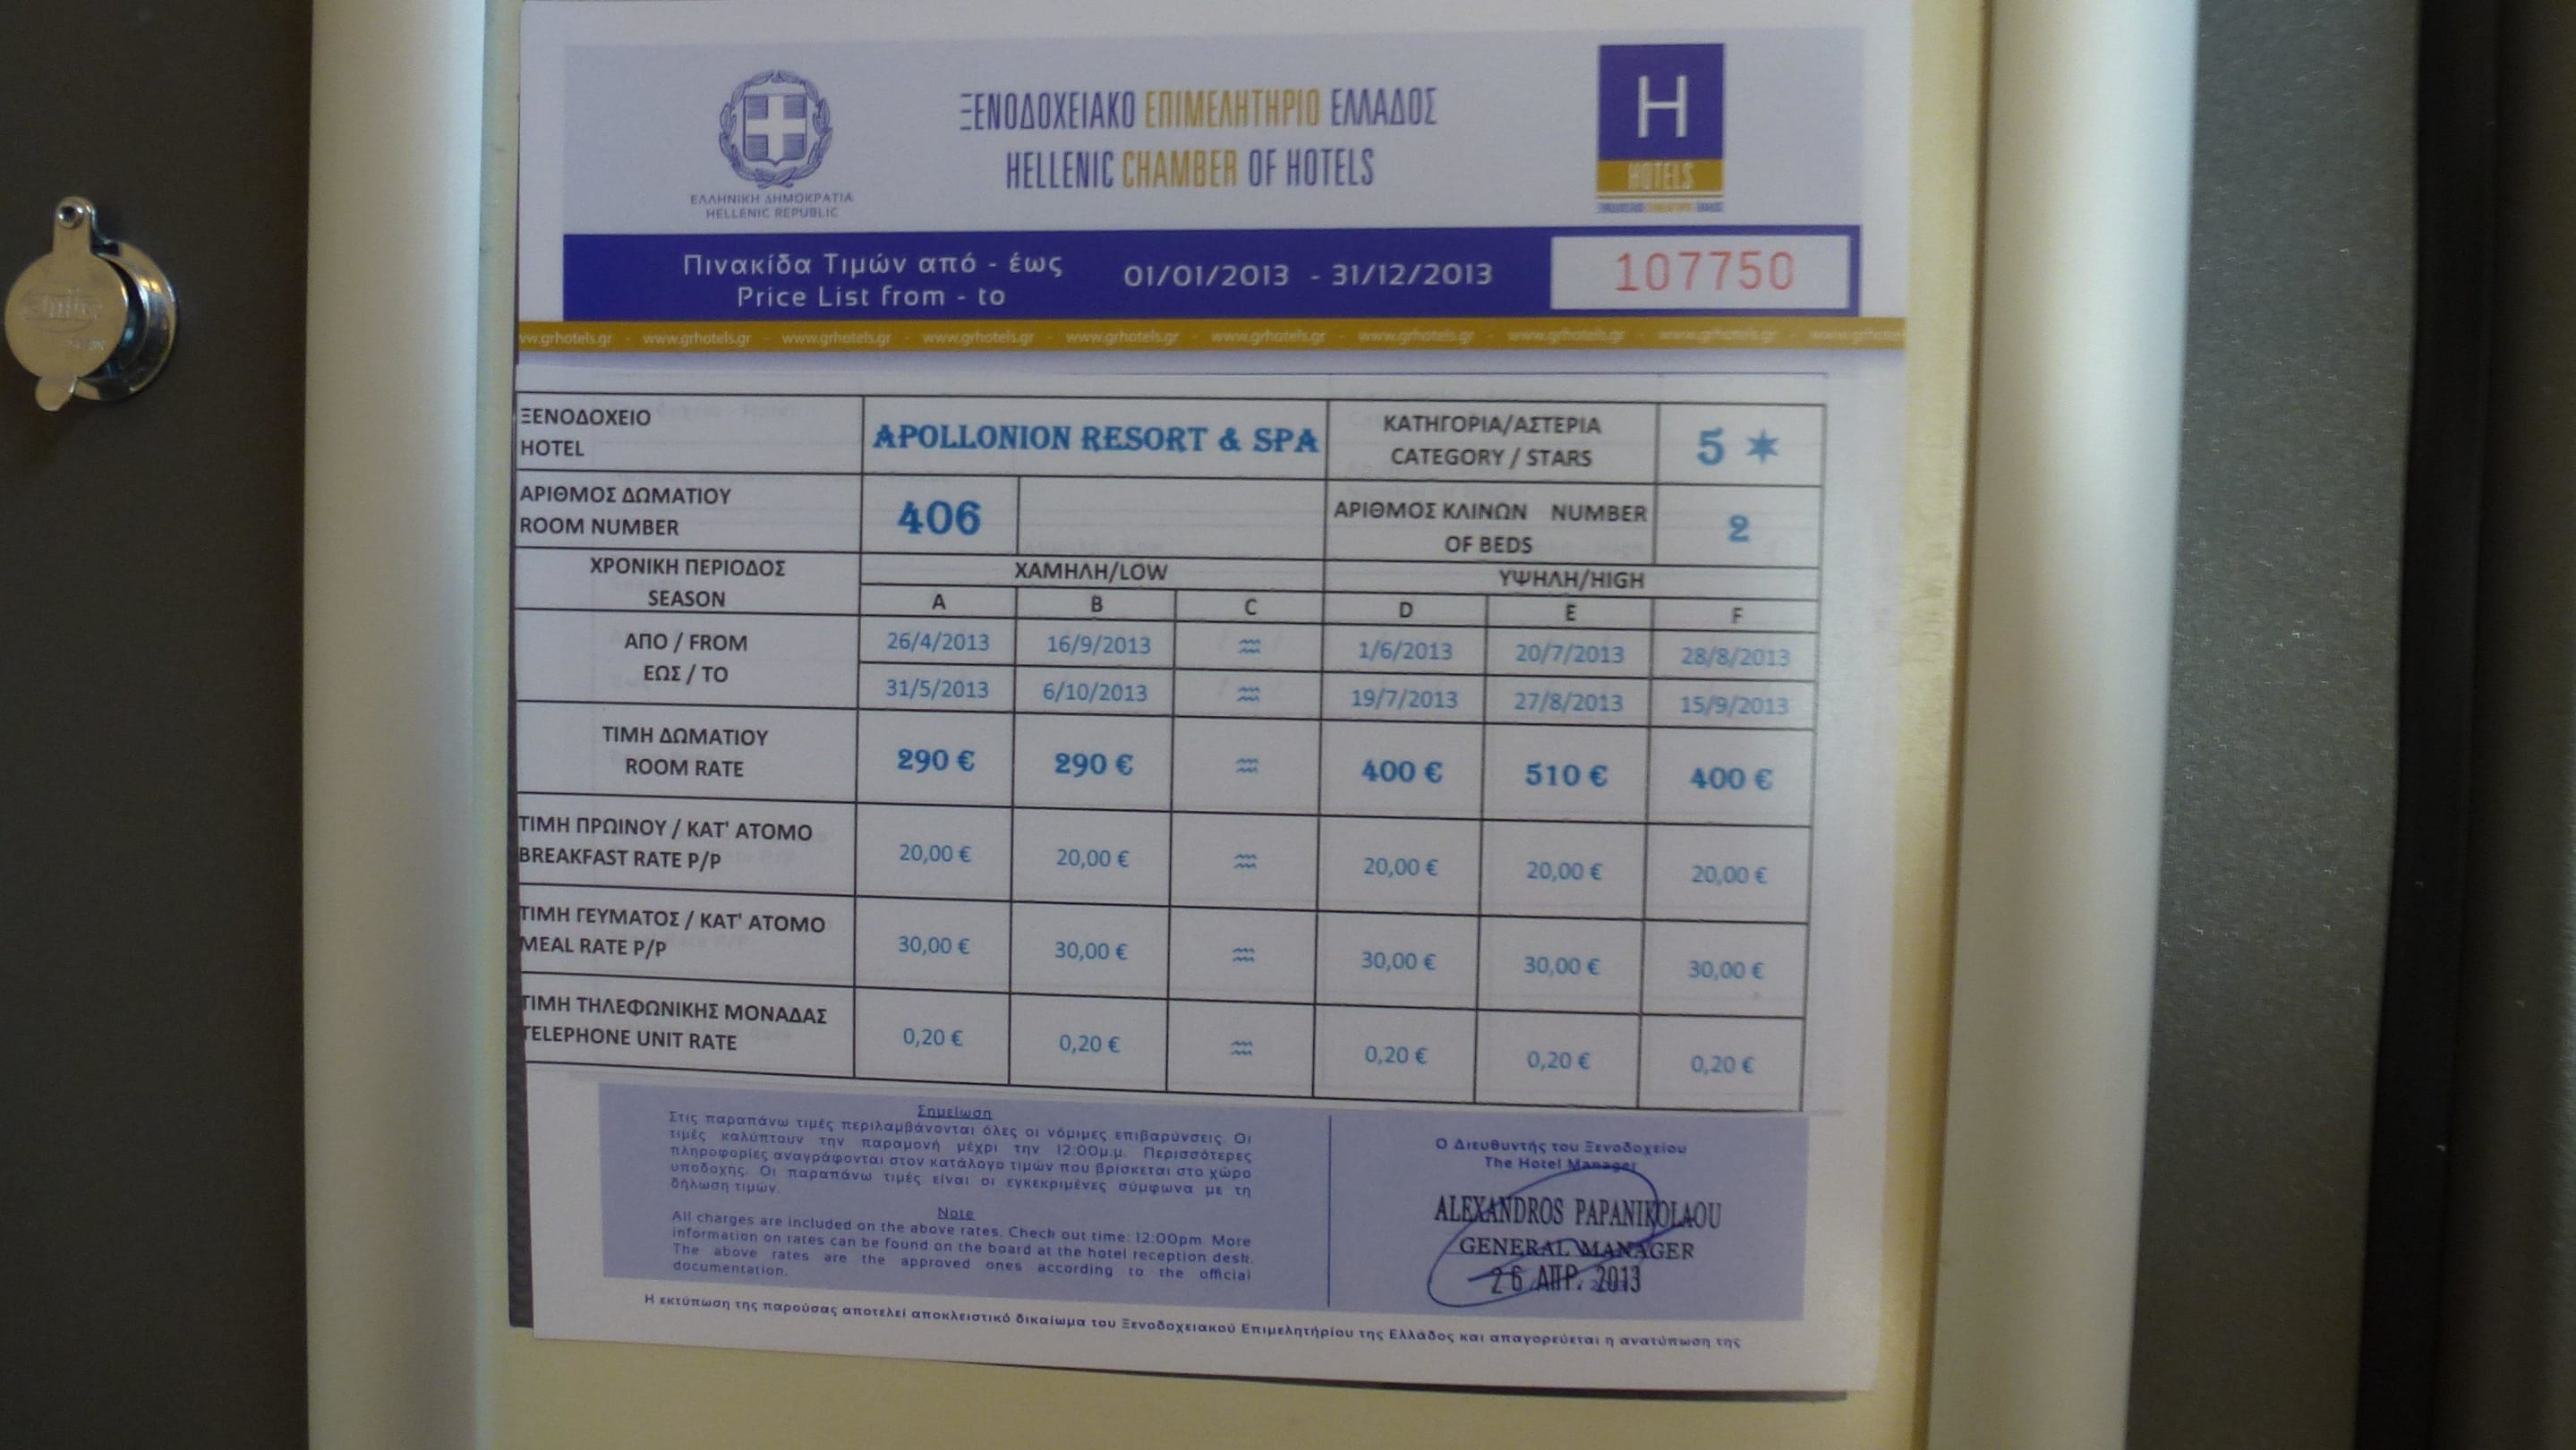 ΞΕΝΟΔΟΧΕΙΑΚΟ ΕΠΙΜΕΛΗΤΗΡΙΟ ΕΛΛΑΔΟΣ
HELLENIC CHAMBER OF HOTELS
ΕΛΛΗΝΙΚΗ ΔΗΜΟΚΡΑΤΙΑ
HELLENIC REPUBLIC
H
HOTELS
Πινακίδα Τιμών από - έως
Price List from - to
01/01/2013 - 31/12/2013
107750
ww.grhotels.gr - www.grhotels.gr - www.grhotels.gr - www.grhotels.gr - www.grhotels.gr - www.grhotels.gr - www.grhotels.gr - www.grhotels.gr - www.grhotels.gr - www.grhotel
ΞΕΝΟΔΟΧΕΙΟ
HOTEL
APOLLONION RESORT & SPA
ΚΑΤΗΓΟΡΙΑ/ΑΣΤΕΡΙΑ
CATEGORY / STARS
5 ✶
ΑΡΙΘΜΟΣ ΔΩΜΑΤΙΟΥ
ROOM NUMBER
406
ΑΡΙΘΜΟΣ ΚΛΙΝΩΝ NUMBER
OF BEDS
2
ΧΡΟΝΙΚΗ ΠΕΡΙΟΔΟΣ
SEASON
ΧΑΜΗΛΗ/LOW
ΥΨΗΛΗ/HIGH
A B C D E F
ΑΠΟ / FROM
ΕΩΣ / TO
26/4/2013 16/9/2013 ♒ 1/6/2013 20/7/2013 28/8/2013
31/5/2013 6/10/2013 ♒ 19/7/2013 27/8/2013 15/9/2013
ΤΙΜΗ ΔΩΜΑΤΙΟΥ
ROOM RATE
290 € 290 € ♒ 400 € 510 € 400 €
ΤΙΜΗ ΠΡΩΙΝΟΥ / ΚΑΤ' ΑΤΟΜΟ
BREAKFAST RATE P/P
20,00 € 20,00 € ♒ 20,00 € 20,00 € 20,00 €
ΤΙΜΗ ΓΕΥΜΑΤΟΣ / ΚΑΤ' ΑΤΟΜΟ
MEAL RATE P/P
30,00 € 30,00 € ♒ 30,00 € 30,00 € 30,00 €
ΤΙΜΗ ΤΗΛΕΦΩΝΙΚΗΣ ΜΟΝΑΔΑΣ
TELEPHONE UNIT RATE
0,20 € 0,20 € ♒ 0,20 € 0,20 € 0,20 €
Σημείωση
Στις παραπάνω τιμές περιλαμβάνονται όλες οι νόμιμες επιβαρύνσεις. Οι
τιμές καλύπτουν την παραμονή μέχρι την 12:00μ.μ. Περισσότερες
πληροφορίες αναγράφονται στον κατάλογο τιμών που βρίσκεται στο χώρο
υποδοχής. Οι παραπάνω τιμές είναι οι εγκεκριμένες σύμφωνα με τη
δήλωση τιμών.
Note
All charges are included on the above rates. Check out time: 12:00pm. More
information on rates can be found on the board at the hotel reception desk.
The above rates are the approved ones according to the official
documentation.
Ο Διευθυντής του Ξενοδοχείου
The Hotel Manager
ALEXANDROS PAPANIKOLAOU
GENERAL MANAGER
26 ΑΠΡ. 2013
Η εκτύπωση της παρούσας αποτελεί αποκλειστικό δικαίωμα του Ξενοδοχειακού Επιμελητήριου της Ελλάδος και απαγορεύεται η ανατύπωση της